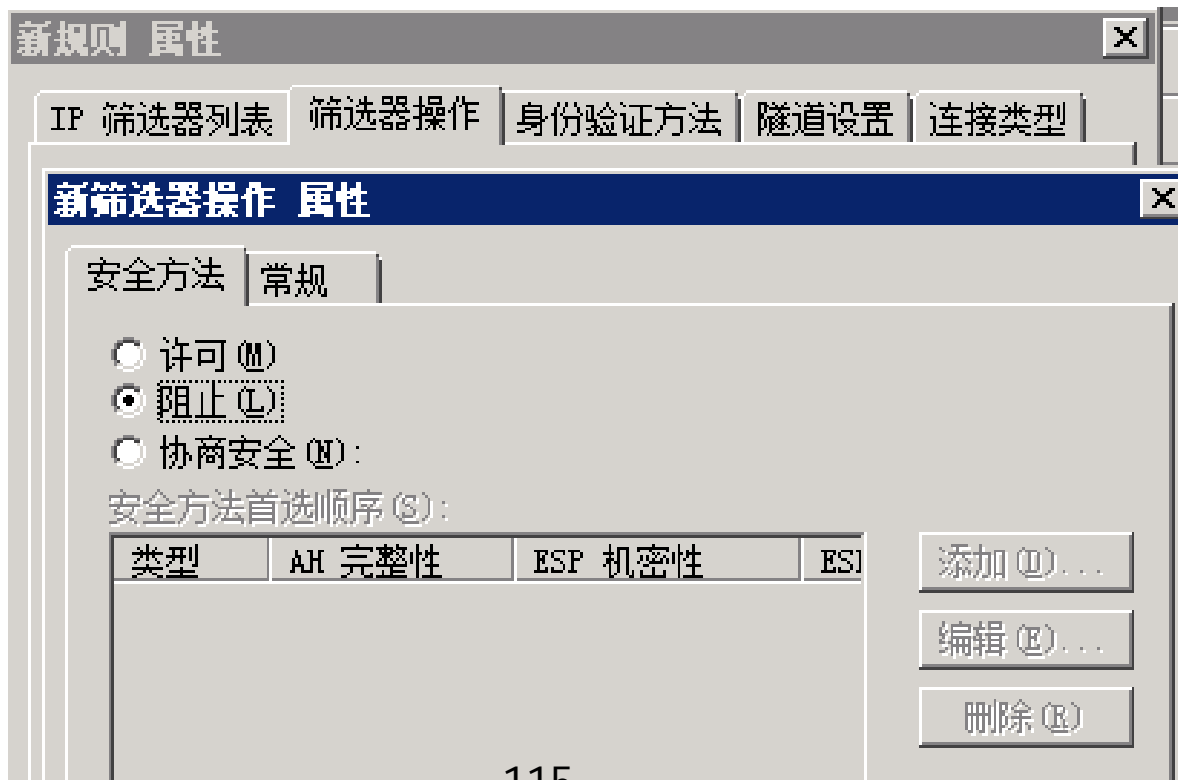 新规则 属性
IP 筛选器列表 筛选器操作 身份验证方法 隧道设置 连接类型
新筛选器操作 属性
安全方法 常规
许可(M)
阻止(L)
协商安全(N):
安全方法首选顺序(S):
类型 AH 完整性 ESP 机密性 ESI
添加(D)...
编辑(E)...
删除(R)
115